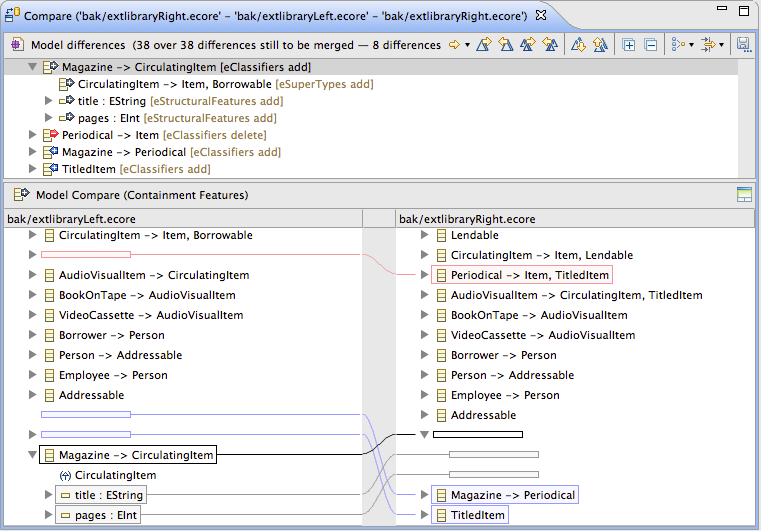 Compare ('bak/extlibraryRight.ecore' - 'bak/extlibraryLeft.ecore' - 'bak/extlibraryRight.ecore')
Model differences (38 over 38 differences still to be merged — 8 differences
Magazine -> CirculatingItem [eClassifiers add]
CirculatingItem -> Item, Borrowable [eSuperTypes add]
title : EString [eStructuralFeatures add]
pages : EInt [eStructuralFeatures add]
Periodical -> Item [eClassifiers delete]
Magazine -> Periodical [eClassifiers add]
TitledItem [eClassifiers add]
Model Compare (Containment Features)
bak/extlibraryLeft.ecore
CirculatingItem -> Item, Borrowable
AudioVisualItem -> CirculatingItem
BookOnTape -> AudioVisualItem
VideoCassette -> AudioVisualItem
Borrower -> Person
Person -> Addressable
Employee -> Person
Addressable
Magazine -> CirculatingItem
CirculatingItem
title : EString
pages : EInt
bak/extlibraryRight.ecore
Lendable
CirculatingItem -> Item, Lendable
Periodical -> Item, TitledItem
AudioVisualItem -> CirculatingItem, TitledItem
BookOnTape -> AudioVisualItem
VideoCassette -> AudioVisualItem
Borrower -> Person
Person -> Addressable
Employee -> Person
Addressable
Magazine -> Periodical
TitledItem